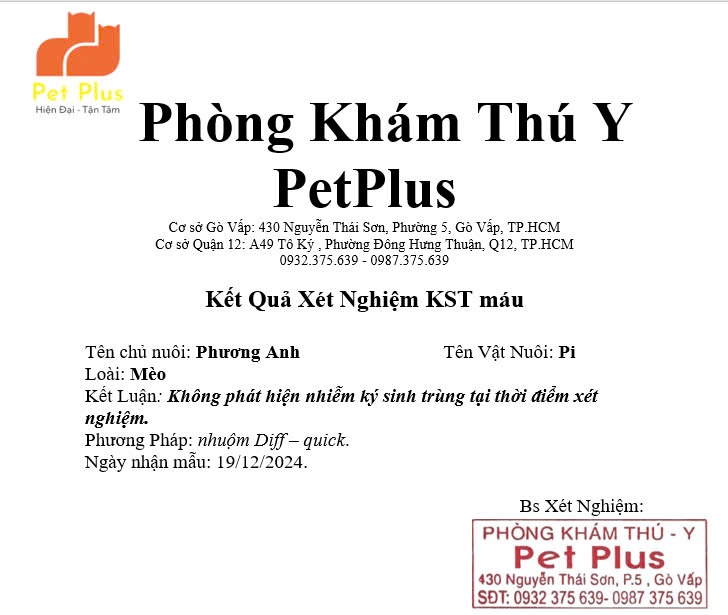 Pet Plus
Hiện Đại - Tận Tâm
Phòng Khám Thú Y
PetPlus
Cơ sở Gò Vấp: 430 Nguyễn Thái Sơn, Phường 5, Gò Vấp, TP.HCM
Cơ sở Quận 12: A49 Tô Ký , Phường Đông Hưng Thuận, Q12, TP.HCM
0932.375.639 - 0987.375.639
Kết Quả Xét Nghiệm KST máu
Tên chủ nuôi: Phương Anh Tên Vật Nuôi: Pi
Loài: Mèo
Kết Luận: Không phát hiện nhiễm ký sinh trùng tại thời điểm xét
nghiệm.
Phương Pháp: nhuộm Diff – quick.
Ngày nhận mẫu: 19/12/2024.
Bs Xét Nghiệm:
PHÒNG KHÁM THÚ - Y
Pet Plus
430 Nguyễn Thái Sơn, P.5 , Gò Vấp
SĐT: 0932 375 639- 0987 375 639